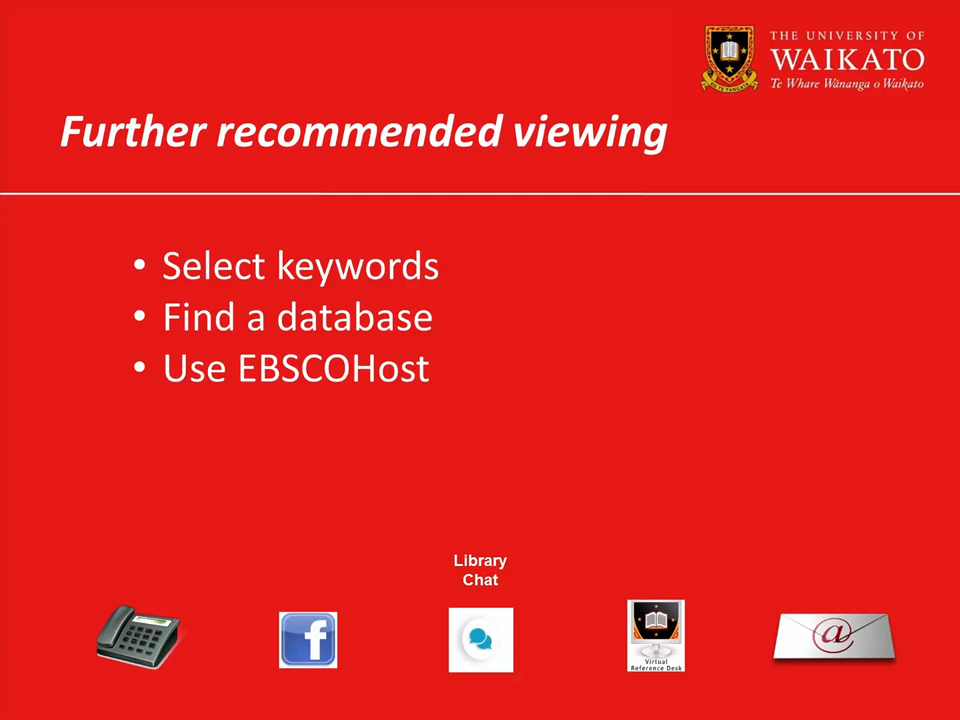 THE UNIVERSITY OF
WAIKATO
Te Whare Wānanga o Waikato
Further recommended viewing
• Select keywords
• Find a database
• Use EBSCOHost
Library
Chat
f
Virtual
Reference Desk
@